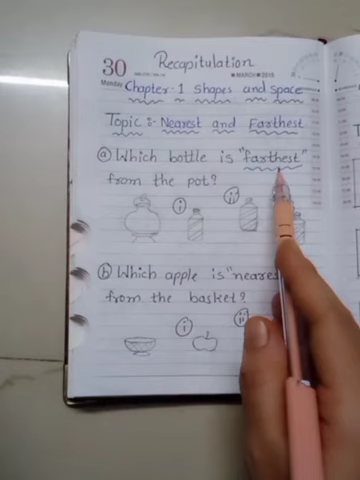 Recapitulation
30
MARCH 2015
Monday Chapter-1 Shapes and Space
Topic :- Nearest and Farthest
(a) Which bottle is "farthest"
from the pot?
(i) (ii)
(b) Which apple is "neares
from the basket?
(i) (ii)